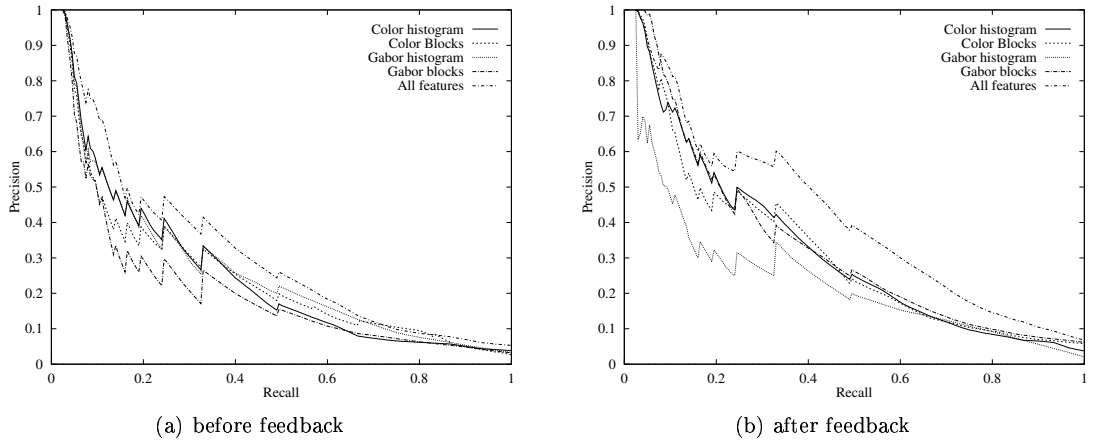 1
0.9
0.8
0.7
0.6
0.5
0.4
0.3
0.2
0.1
0
Precision
0 0.2 0.4 0.6 0.8 1
Recall
Color histogram
Color Blocks
Gabor histogram
Gabor blocks
All features
(a) before feedback
1
0.9
0.8
0.7
0.6
0.5
0.4
0.3
0.2
0.1
0
Precision
0 0.2 0.4 0.6 0.8 1
Recall
Color histogram
Color Blocks
Gabor histogram
Gabor blocks
All features
(b) after feedback